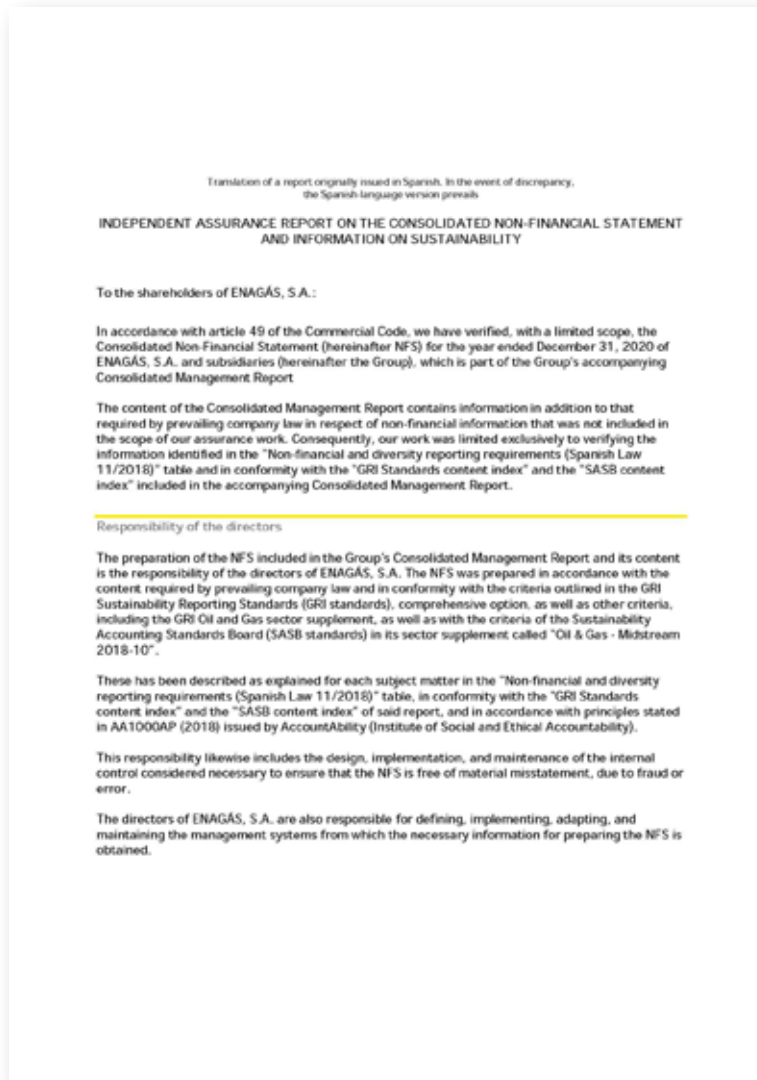 Translation of a report originally issued in Spanish. In the event of discrepancy,
the Spanish-language version prevails
INDEPENDENT ASSURANCE REPORT ON THE CONSOLIDATED NON-FINANCIAL STATEMENT
AND INFORMATION ON SUSTAINABILITY
To the shareholders of ENAGÁS, S.A.:
In accordance with article 49 of the Commercial Code, we have verified, with a limited scope, the
Consolidated Non-Financial Statement (hereinafter NFS) for the year ended December 31, 2020 of
ENAGÁS, S.A. and subsidiaries (hereinafter the Group), which is part of the Group's accompanying
Consolidated Management Report
The content of the Consolidated Management Report contains information in addition to that
required by prevailing company law in respect of non-financial information that was not included in
the scope of our assurance work. Consequently, our work was limited exclusively to verifying the
information identified in the "Non-financial and diversity reporting requirements (Spanish Law
11/2018)" table and in conformity with the "GRI Standards content index" and the "SASB content
index" included in the accompanying Consolidated Management Report.
Responsibility of the directors
The preparation of the NFS included in the Group's Consolidated Management Report and its content
is the responsibility of the directors of ENAGÁS, S.A. The NFS was prepared in accordance with the
content required by prevailing company law and in conformity with the criteria outlined in the GRI
Sustainability Reporting Standards (GRI standards), comprehensive option, as well as other criteria,
including the GRI Oil and Gas sector supplement, as well as with the criteria of the Sustainability
Accounting Standards Board (SASB standards) in its sector supplement called "Oil & Gas - Midstream
2018-10".
These has been described as explained for each subject matter in the "Non-financial and diversity
reporting requirements (Spanish Law 11/2018)" table, in conformity with the "GRI Standards
content index" and the "SASB content index" of said report, and in accordance with principles stated
in AA1000AP (2018) issued by AccountAbility (Institute of Social and Ethical Accountability).
This responsibility likewise includes the design, implementation, and maintenance of the internal
control considered necessary to ensure that the NFS is free of material misstatement, due to fraud or
error.
The directors of ENAGÁS, S.A. are also responsible for defining, implementing, adapting, and
maintaining the management systems from which the necessary information for preparing the NFS is
obtained.